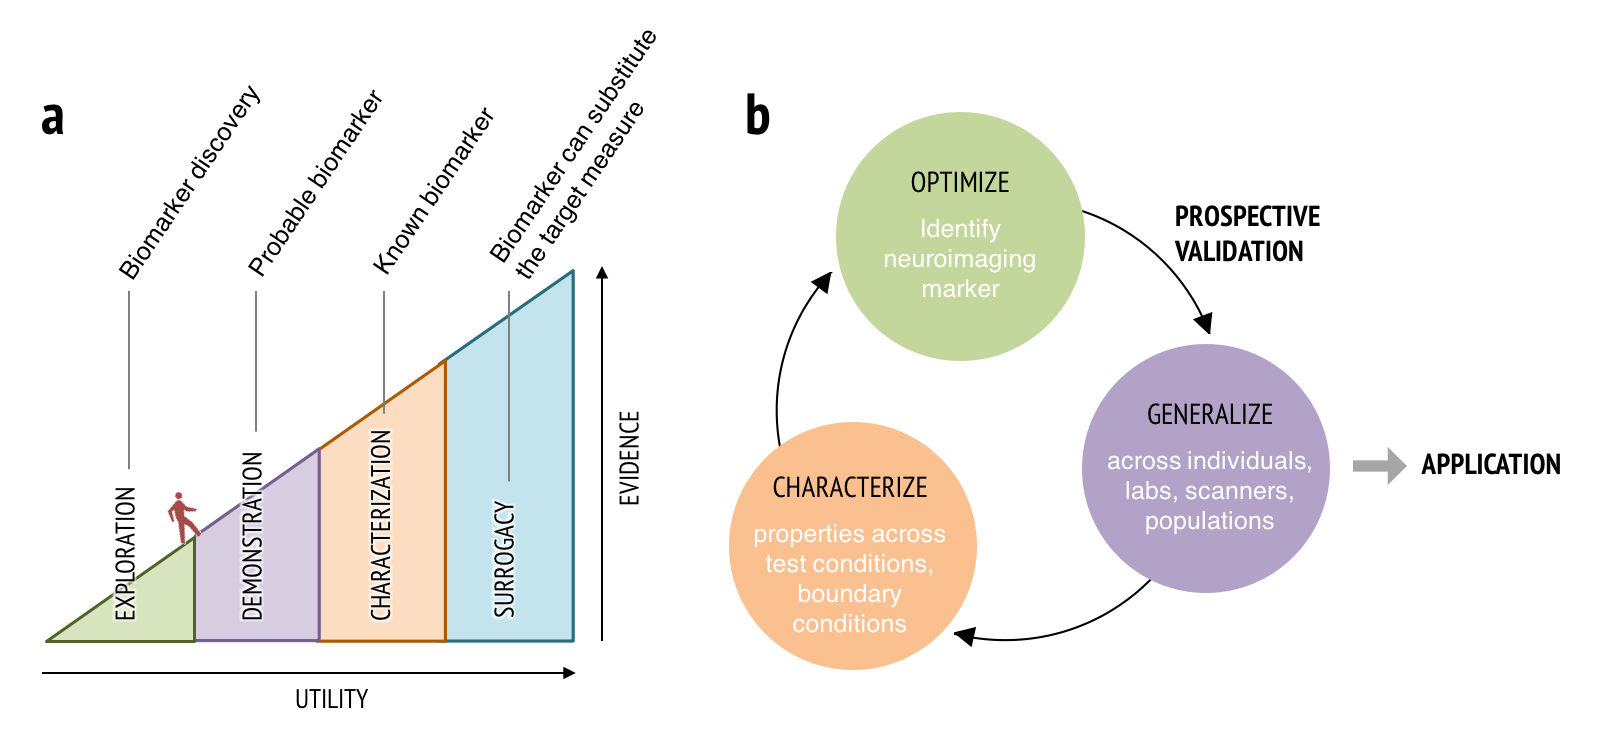 a
Biomarker discovery
Probable biomarker
Known biomarker
Biomarker can substitute
the target measure
EXPLORATION
DEMONSTRATION
CHARACTERIZATION
SURROGACY
EVIDENCE
UTILITY
b
OPTIMIZE
Identify
neuroimaging
marker
PROSPECTIVE
VALIDATION
GENERALIZE
across individuals,
labs, scanners,
populations
APPLICATION
CHARACTERIZE
properties across
test conditions,
boundary
conditions